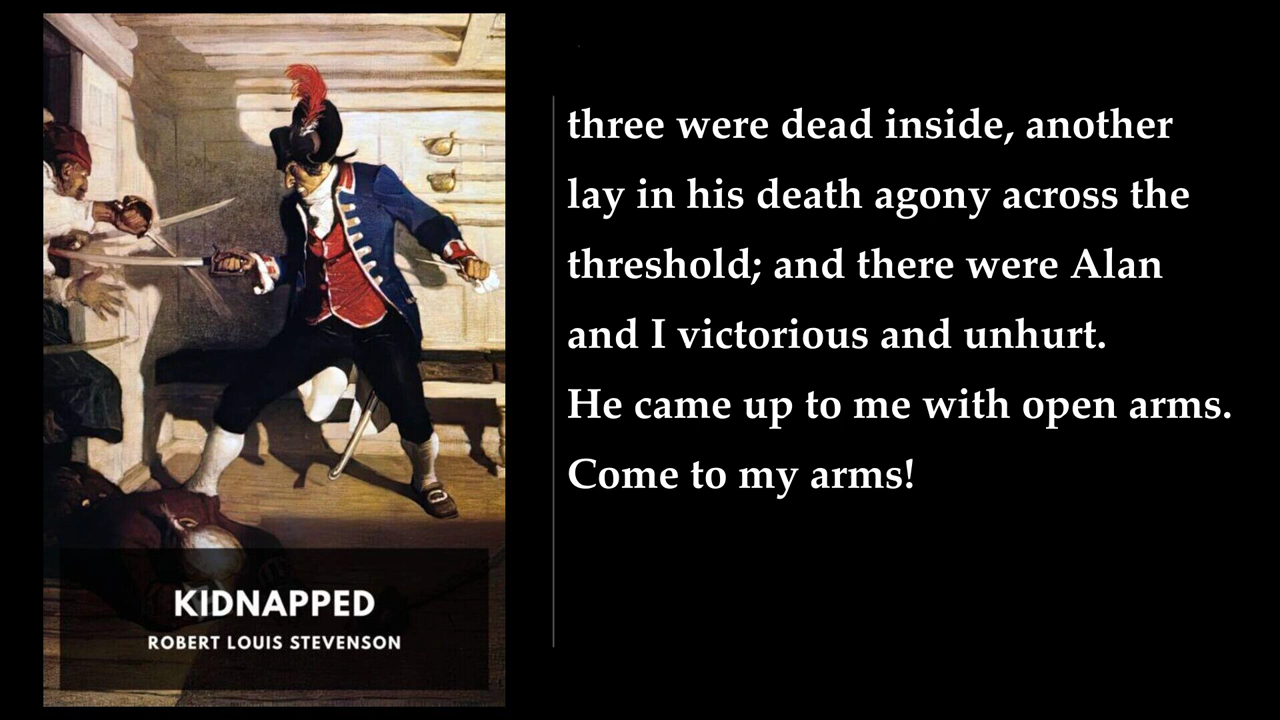 KIDNAPPED
ROBERT LOUIS STEVENSON
three were dead inside, another
lay in his death agony across the
threshold; and there were Alan
and I victorious and unhurt.
He came up to me with open arms.
Come to my arms!